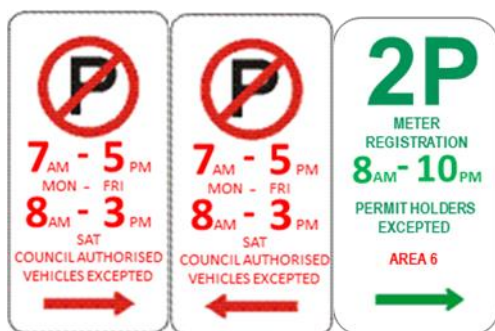 P
7AM - 5PM
MON - FRI
8AM - 3PM
SAT
COUNCIL AUTHORISED
VEHICLES EXCEPTED
P
7AM - 5PM
MON - FRI
8AM - 3PM
SAT
COUNCIL AUTHORISED
VEHICLES EXCEPTED
2P
METER
REGISTRATION
8AM - 10PM
PERMIT HOLDERS
EXCEPTED
AREA 6